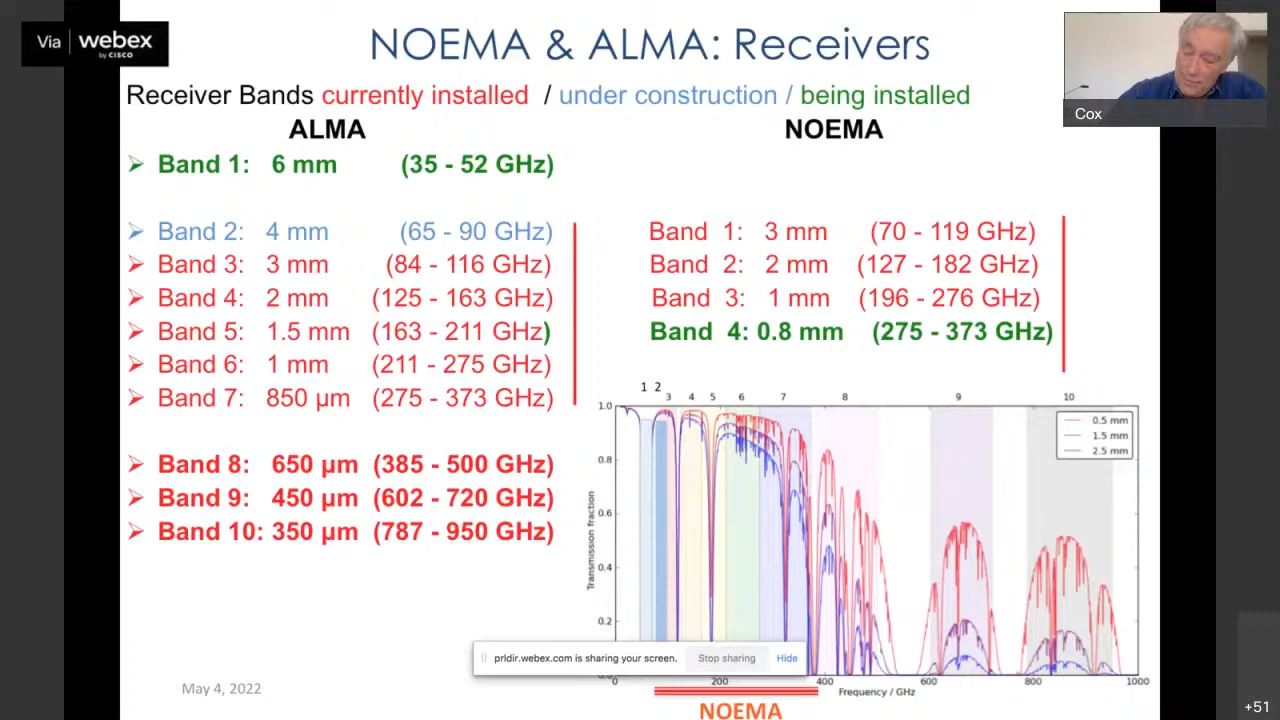 Via webex
by CISCO
NOEMA & ALMA: Receivers
Cox
Receiver Bands currently installed / under construction / being installed
ALMA
NOEMA
Band 1: 6 mm (35 - 52 GHz)
Band 2: 4 mm (65 - 90 GHz)
Band 3: 3 mm (84 - 116 GHz)
Band 4: 2 mm (125 - 163 GHz)
Band 5: 1.5 mm (163 - 211 GHz)
Band 6: 1 mm (211 - 275 GHz)
Band 7: 850 μm (275 - 373 GHz)
Band 8: 650 μm (385 - 500 GHz)
Band 9: 450 μm (602 - 720 GHz)
Band 10: 350 μm (787 - 950 GHz)
Band 1: 3 mm (70 - 119 GHz)
Band 2: 2 mm (127 - 182 GHz)
Band 3: 1 mm (196 - 276 GHz)
Band 4: 0.8 mm (275 - 373 GHz)
1 2
3 4 5 6 7 8 9 10
0.5 mm
1.5 mm
2.5 mm
1.0
0.8
0.6
0.4
0.2
0.0
Transmission fraction
0 200 400 600 800 1000
Frequency / GHz
NOEMA
prldir.webex.com is sharing your screen. Stop sharing Hide
May 4, 2022
+51